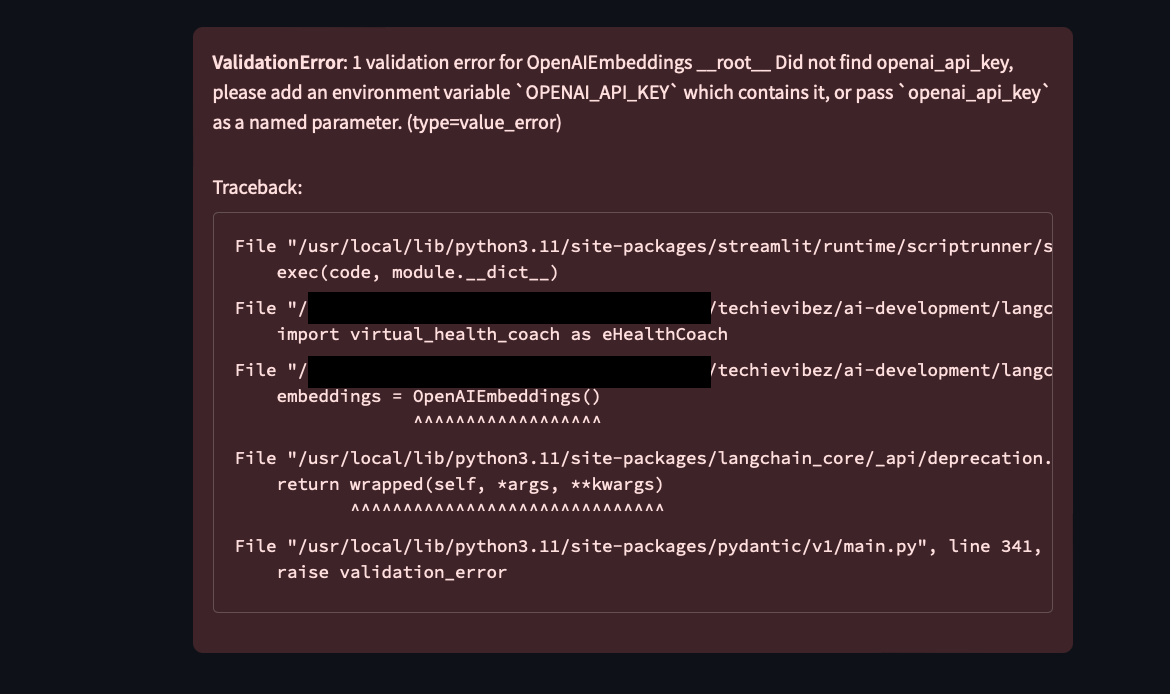 ValidationError: 1 validation error for OpenAIEmbeddings __root__ Did not find openai_api_key,
please add an environment variable `OPENAI_API_KEY` which contains it, or pass `openai_api_key`
as a named parameter. (type=value_error)
Traceback:
File "/usr/local/lib/python3.11/site-packages/streamlit/runtime/scriptrunner/s
exec(code, module.__dict__)
File "/ /techievibez/ai-development/langc
import virtual_health_coach as eHealthCoach
File "/ /techievibez/ai-development/langc
embeddings = OpenAIEmbeddings()
^^^^^^^^^^^^^^^^^^
File "/usr/local/lib/python3.11/site-packages/langchain_core/_api/deprecation.
return wrapped(self, *args, **kwargs)
^^^^^^^^^^^^^^^^^^^^^^^^^^^^^^
File "/usr/local/lib/python3.11/site-packages/pydantic/v1/main.py", line 341,
raise validation_error